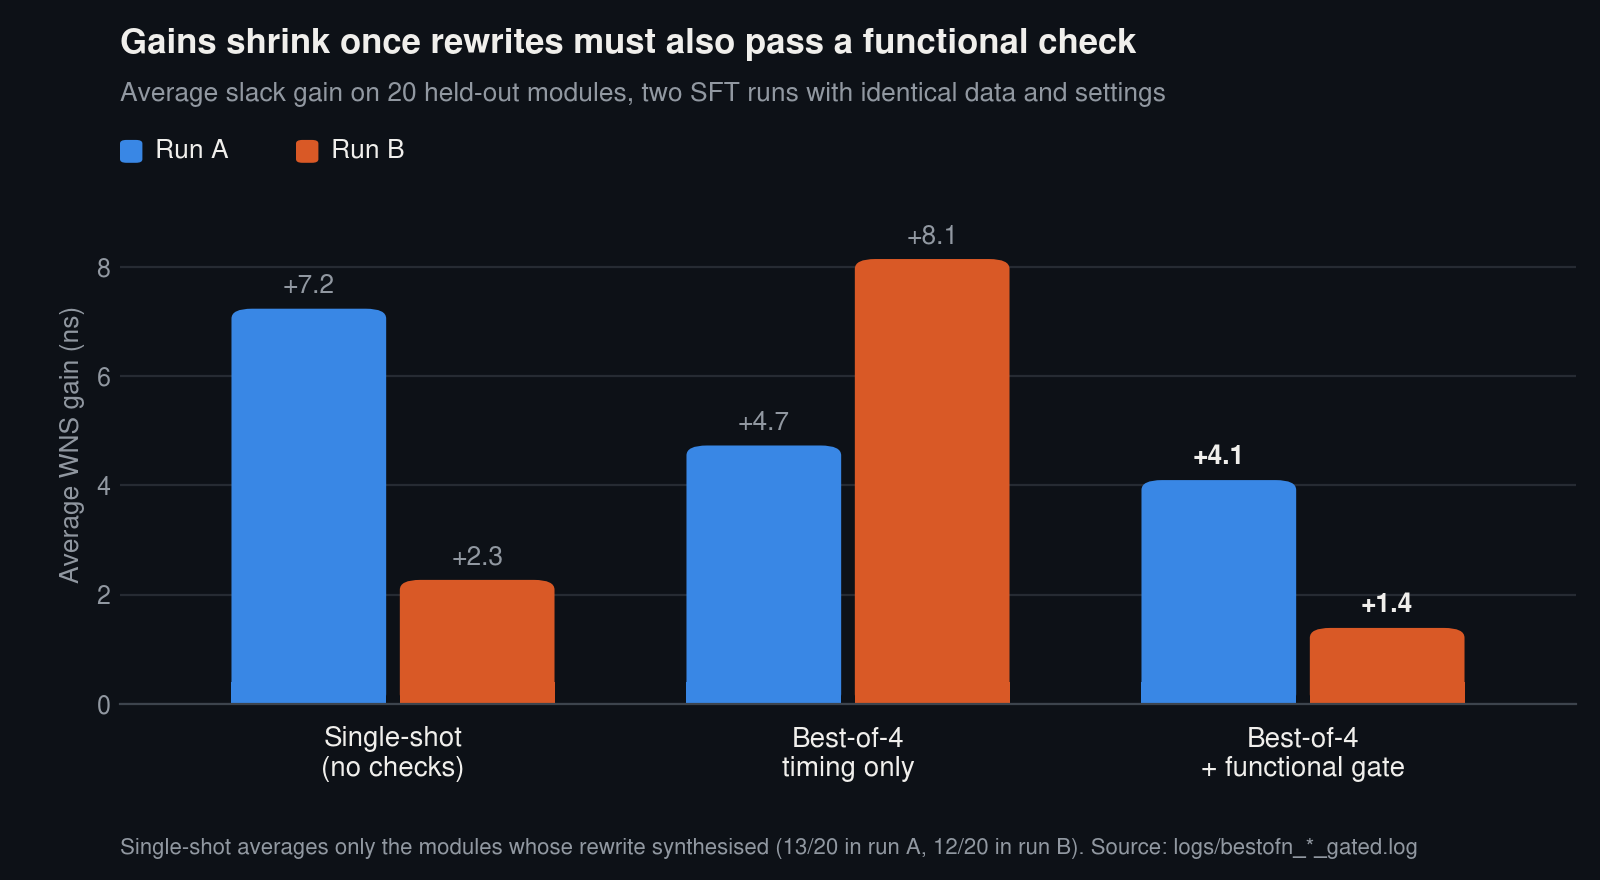 Gains shrink once rewrites must also pass a functional check
Average slack gain on 20 held-out modules, two SFT runs with identical data and settings
Run A
Run B
Average WNS gain (ns)
8
6
4
2
0
+7.2
+2.3
+4.7
+8.1
+4.1
+1.4
Single-shot
(no checks)
Best-of-4
timing only
Best-of-4
+ functional gate
Single-shot averages only the modules whose rewrite synthesised (13/20 in run A, 12/20 in run B). Source: logs/bestofn_*_gated.log